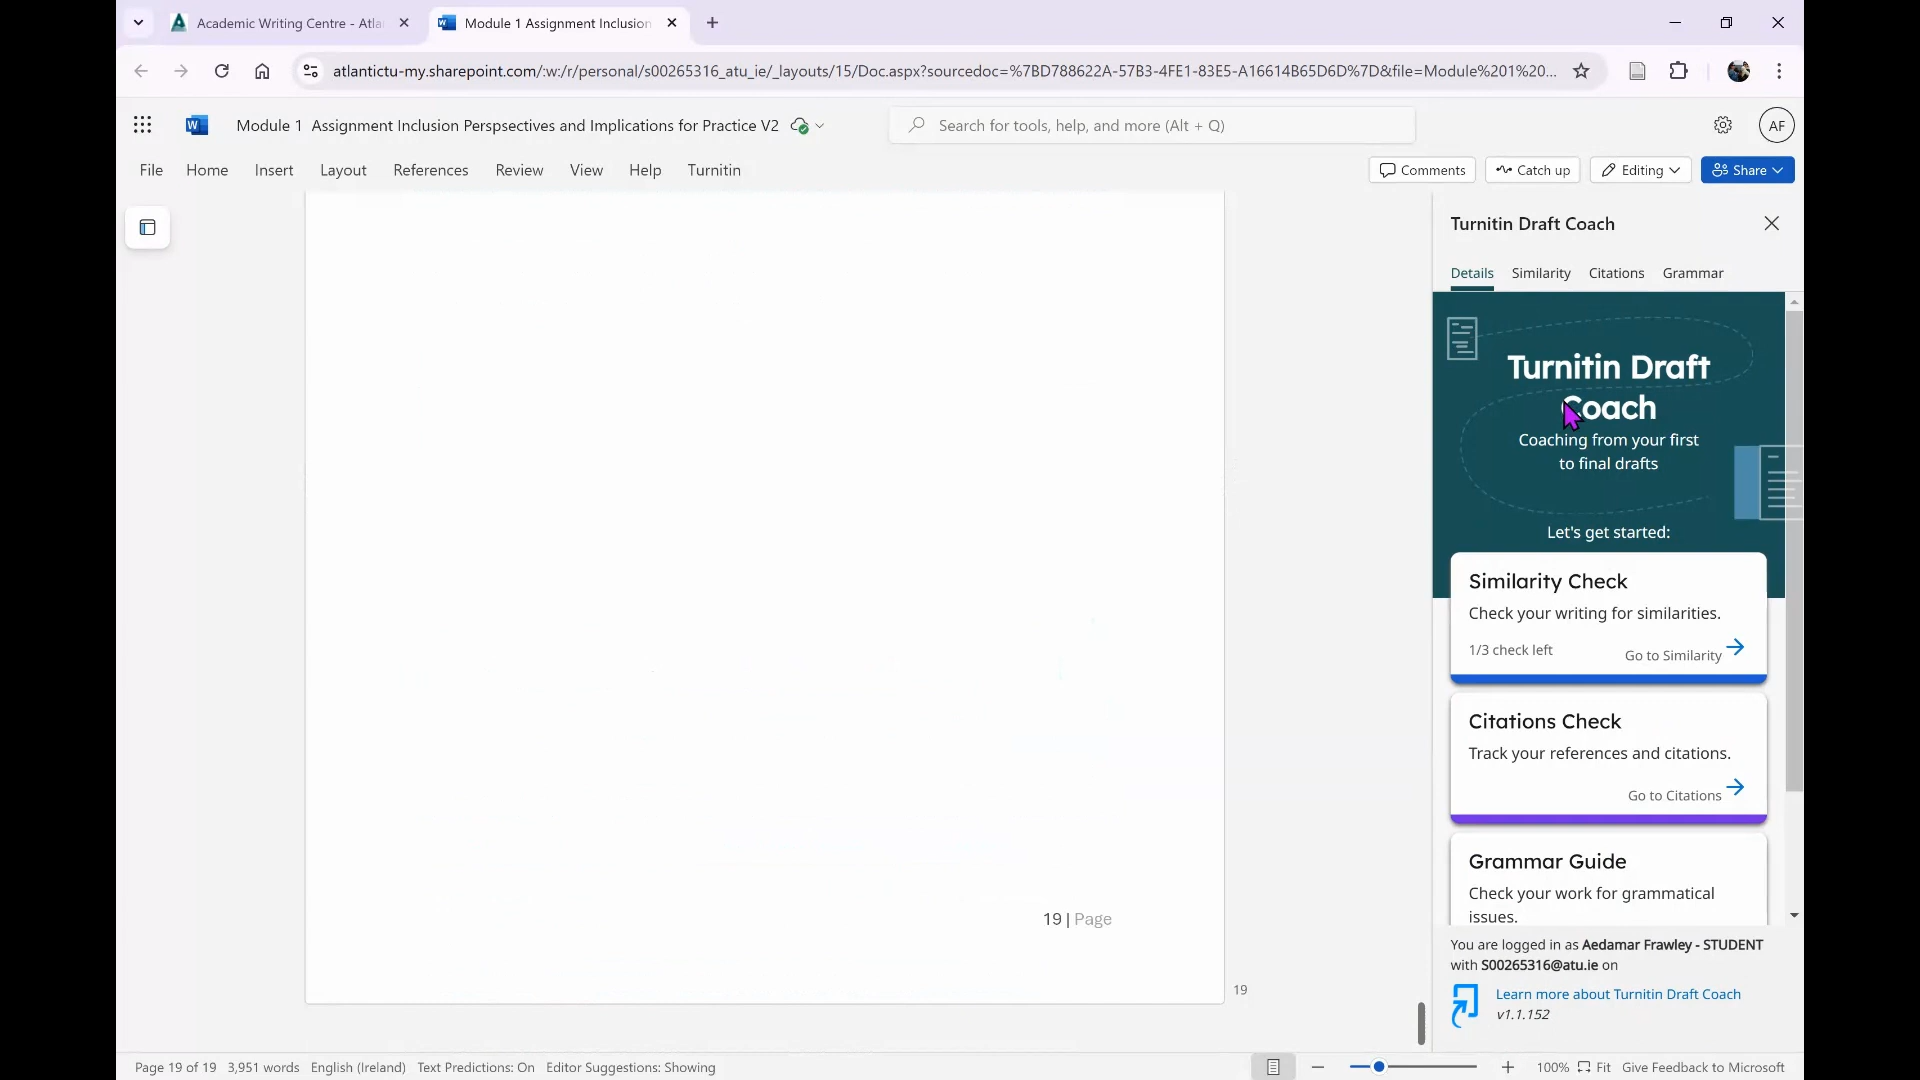 Academic Writing Centre - Atla
Module 1 Assignment Inclusion
atlantictu-my.sharepoint.com/:w:/r/personal/s00265316_atu_ie/_layouts/15/Doc.aspx?sourcedoc=%7BD788622A-57B3-4FE1-83E5-A16614B65D6D%7D&file=Module%201%20...
Module 1 Assignment Inclusion Perspsectives and Implications for Practice V2
Search for tools, help, and more (Alt + Q)
AF
File Home Insert Layout References Review View Help Turnitin
Comments Catch up Editing Share
Turnitin Draft Coach
Details Similarity Citations Grammar
Turnitin Draft
Coach
Coaching from your first
to final drafts
Let's get started:
Similarity Check
Check your writing for similarities.
1/3 check left
Go to Similarity
Citations Check
Track your references and citations.
Go to Citations
Grammar Guide
Check your work for grammatical
issues.
19 | Page
You are logged in as Aedamar Frawley - STUDENT
with S00265316@atu.ie on
19
Learn more about Turnitin Draft Coach
v1.1.152
Page 19 of 19 3,951 words English (Ireland) Text Predictions: On Editor Suggestions: Showing
100% Fit Give Feedback to Microsoft